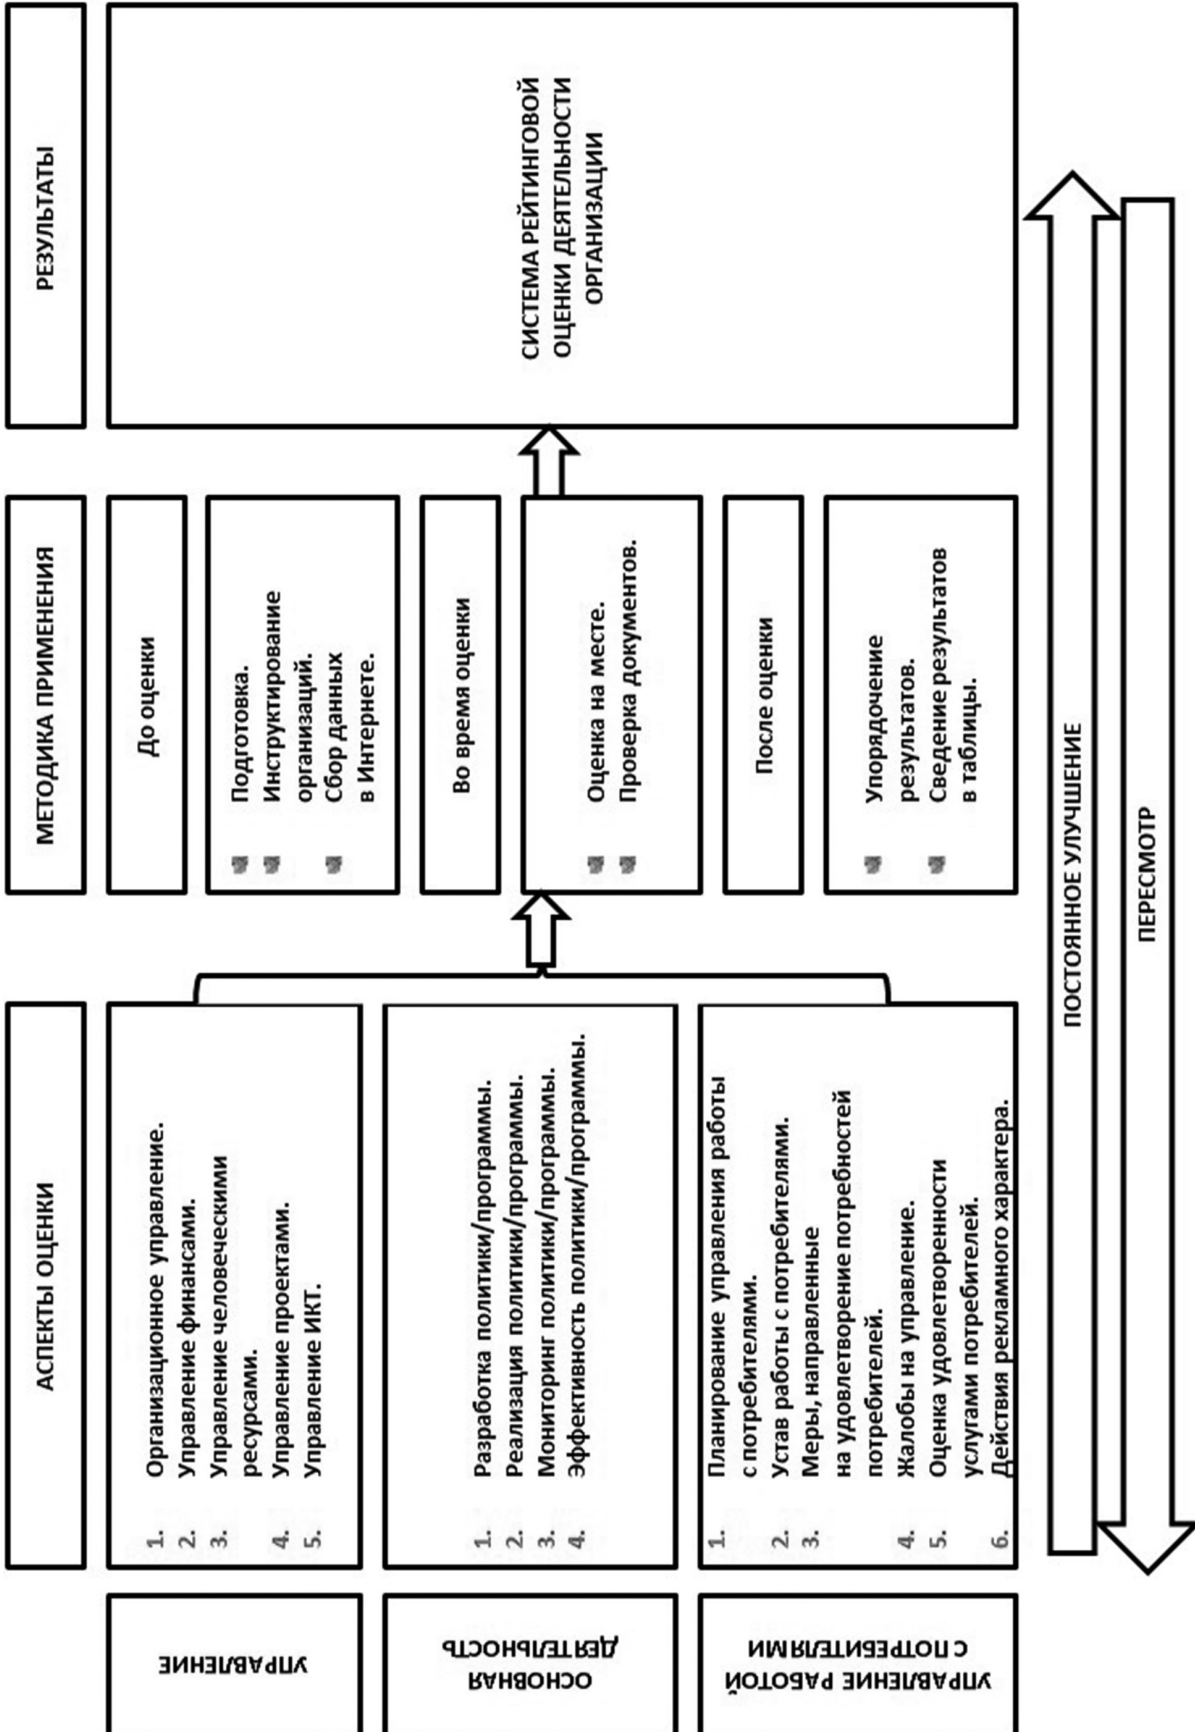 АСПЕКТЫ ОЦЕНКИ
МЕТОДИКА ПРИМЕНЕНИЯ
РЕЗУЛЬТАТЫ
УПРАВЛЕНИЕ
1. Организационное управление.
2. Управление финансами.
3. Управление человеческими
ресурсами.
4. Управление проектами.
5. Управление ИКТ.
ОСНОВНАЯ
ДЕЯТЕЛЬНОСТЬ
1. Разработка политики/программы.
2. Реализация политики/программы.
3. Мониторинг политики/программы.
4. Эффективность политики/программы.
УПРАВЛЕНИЕ РАБОТОЙ
С ПОТРЕБИТЕЛЯМИ
1. Планирование управления работы
с потребителями.
2. Устав работы с потребителями.
3. Меры, направленные
на удовлетворение потребностей
потребителей.
4. Жалобы на управление.
5. Оценка удовлетворенности
услугами потребителей.
6. Действия рекламного характера.
До оценки
Подготовка.
Инструктирование
организаций.
Сбор данных
в Интернете.
Во время оценки
Оценка на месте.
Проверка документов.
После оценки
Упорядочение
результатов.
Сведение результатов
в таблицы.
СИСТЕМА РЕЙТИНГОВОЙ
ОЦЕНКИ ДЕЯТЕЛЬНОСТИ
ОРГАНИЗАЦИИ
ПОСТОЯННОЕ УЛУЧШЕНИЕ
ПЕРЕСМОТР